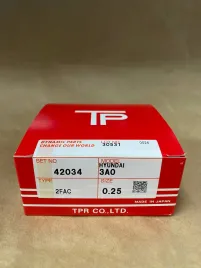 TP
DYNAMIC PARTS
CHANGE OUR WORLD
30531
SET NO
42034
MODEL
HYUNDAI
3A0
TYPE
2FAC
SIZE
0.25
MADE IN JAPAN
TPR CO.,LTD.